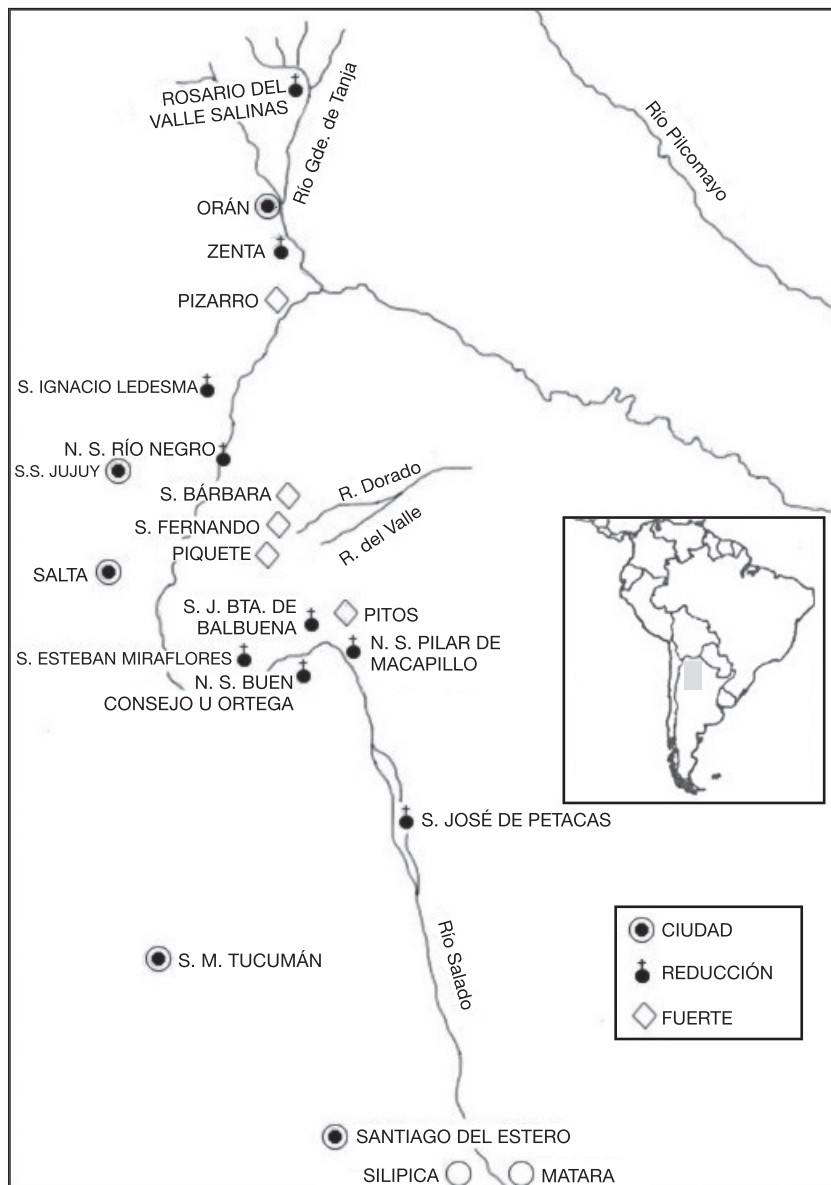 ROSARIO DEL
VALLE SALINAS
Río Gde. de Tanja
Río Pilcomayo
ORÁN
ZENTA
PIZARRO
S. IGNACIO LEDESMA
N. S. RÍO NEGRO
S.S. JUJUY
S. BÁRBARA
R. Dorado
S. FERNANDO
R. del Valle
PIQUETE
SALTA
S. J. BTA. DE
BALBUENA
PITOS
N. S. PILAR DE
MACAPILLO
S. ESTEBAN MIRAFLORES
N. S. BUEN
CONSEJO U ORTEGA
S. JOSÉ DE PETACAS
Río Salado
S. M. TUCUMÁN
CIUDAD
REDUCCIÓN
FUERTE
SANTIAGO DEL ESTERO
SILIPICA
MATARA